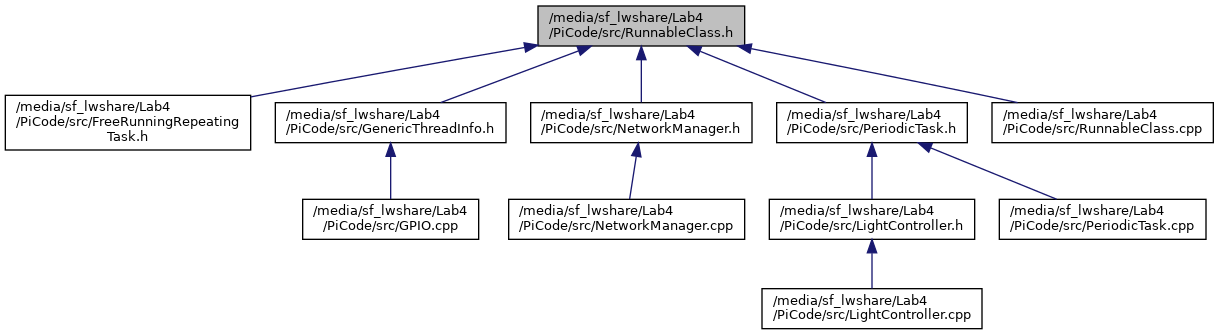 /media/sf_lwshare/Lab4
/PiCode/src/RunnableClass.h
/media/sf_lwshare/Lab4
/PiCode/src/FreeRunningRepeating
Task.h
/media/sf_lwshare/Lab4
/PiCode/src/GenericThreadInfo.h
/media/sf_lwshare/Lab4
/PiCode/src/NetworkManager.h
/media/sf_lwshare/Lab4
/PiCode/src/PeriodicTask.h
/media/sf_lwshare/Lab4
/PiCode/src/RunnableClass.cpp
/media/sf_lwshare/Lab4
/PiCode/src/GPIO.cpp
/media/sf_lwshare/Lab4
/PiCode/src/NetworkManager.cpp
/media/sf_lwshare/Lab4
/PiCode/src/LightController.h
/media/sf_lwshare/Lab4
/PiCode/src/PeriodicTask.cpp
/media/sf_lwshare/Lab4
/PiCode/src/LightController.cpp